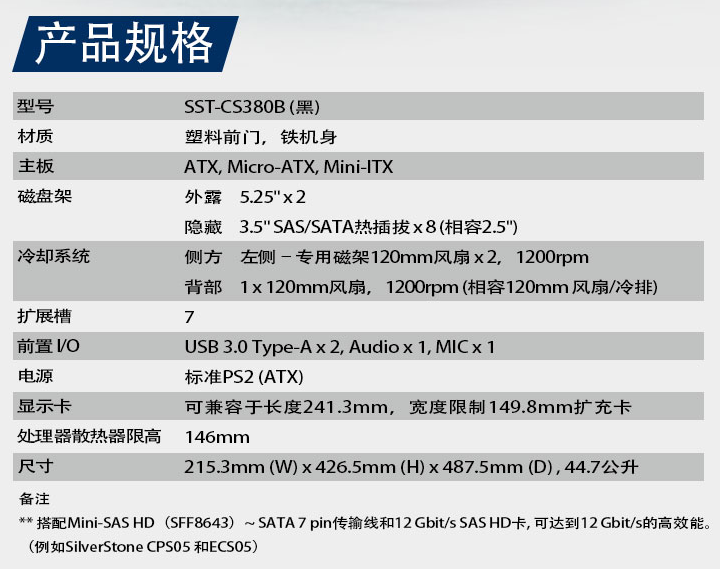 产品规格
型号 SST-CS380B (黑)
材质 塑料前门，铁机身
主板 ATX, Micro-ATX, Mini-ITX
磁盘架 外露 5.25" x 2
隐藏 3.5" SAS/SATA热插拔 x 8 (相容2.5")
冷却系统 侧方 左侧 – 专用磁架120mm风扇 x 2，1200rpm
背部 1 x 120mm风扇，1200rpm (相容120mm 风扇/冷排)
扩展槽 7
前置 I/O USB 3.0 Type-A x 2, Audio x 1, MIC x 1
电源 标准PS2 (ATX)
显示卡 可兼容于长度241.3mm，宽度限制149.8mm扩充卡
处理器散热器限高 146mm
尺寸 215.3mm (W) x 426.5mm (H) x 487.5mm (D) , 44.7公升
备注
** 搭配Mini-SAS HD（SFF8643）～SATA 7 pin传输线和12 Gbit/s SAS HD卡, 可达到12 Gbit/s的高效能。
（例如SilverStone CPS05 和ECS05）